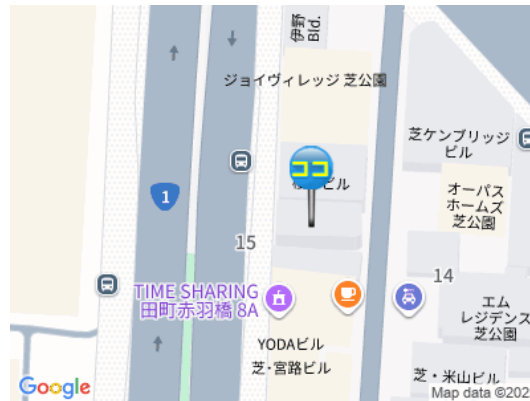 伊野
Bld.
ジョイヴィレッジ 芝公園
芝ケンブリッジ
ビル
ココ
ビル
オーパス
ホームズ
芝公園
1
15
14
TIME SHARING
田町赤羽橋 8A
エム
レジデンス
芝公園
YODAビル
芝・宮路ビル
芝・米山ビル
Google
Map data ©202